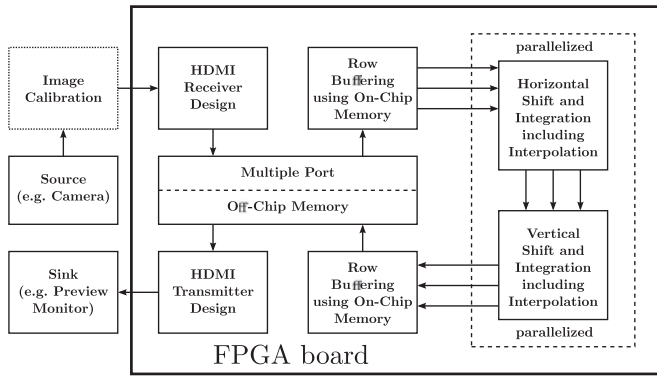 Image
Calibration
Source
(e.g. Camera)
Sink
(e.g. Preview
Monitor)
HDMI
Receiver
Design
Multiple Port
Off-Chip Memory
HDMI
Transmitter
Design
Row
Buffering
using On-Chip
Memory
Row
Buffering
using On-Chip
Memory
parallelized
Horizontal
Shift and
Integration
including
Interpolation
Vertical
Shift and
Integration
including
Interpolation
parallelized
FPGA board